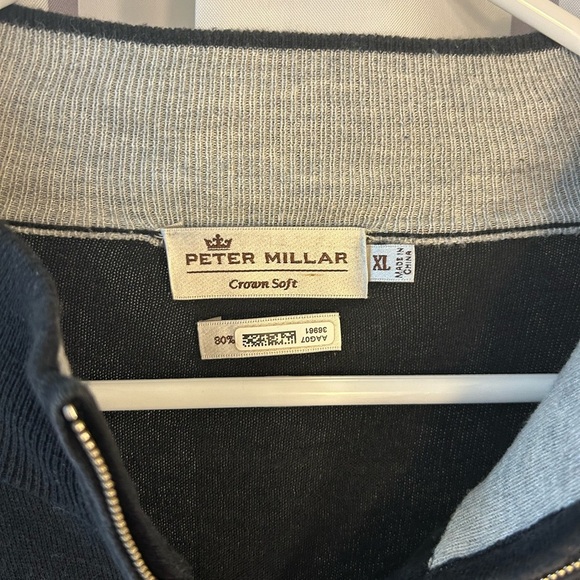 PETER MILLAR
Crown Soft
XL
MADE IN
CHINA
80%
AAG07
36961